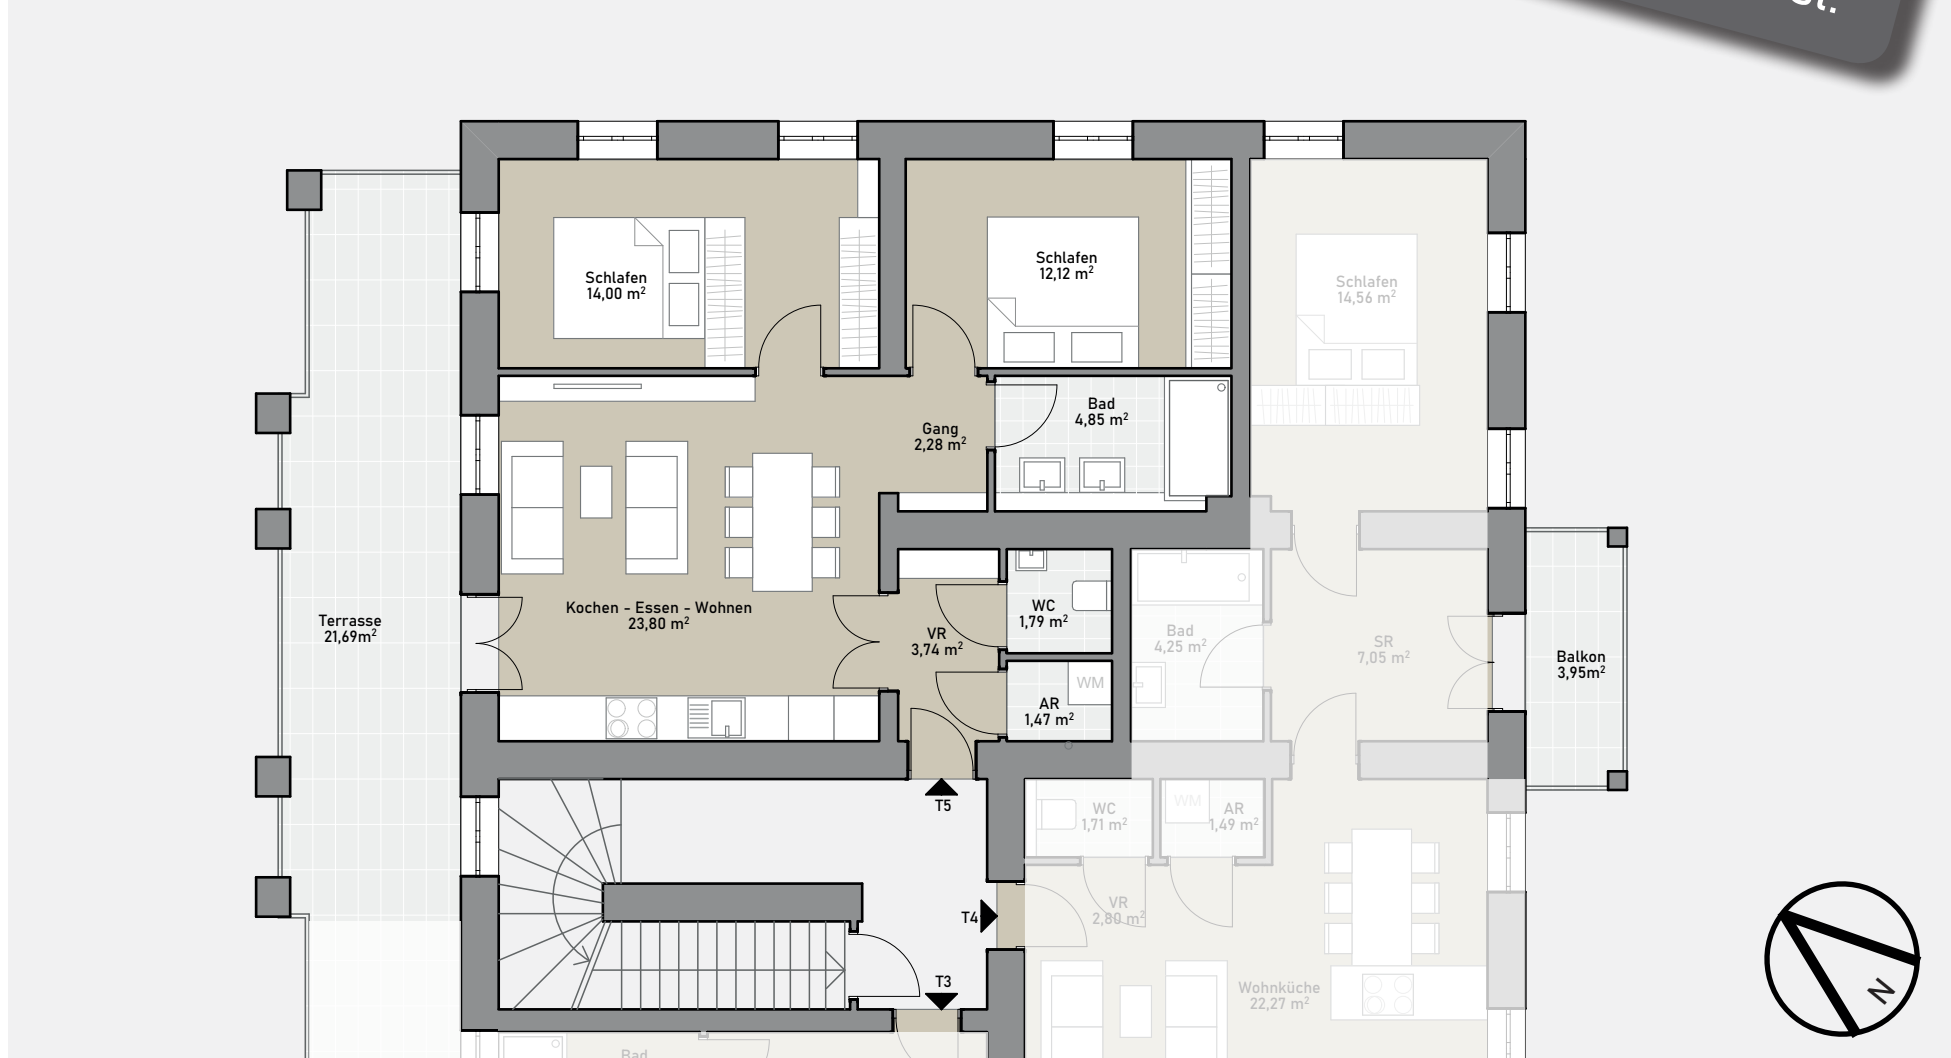 Schlafen
14,00 m²
Schlafen
12,12 m²
Schlafen
14,56 m²
Bad
4,85 m²
Gang
2,28 m²
Terrasse
21,69m²
Kochen - Essen - Wohnen
23,80 m²
VR
3,74 m²
WC
1,79 m²
Bad
4,25 m²
SR
7,05 m²
Balkon
3,95m²
WM
AR
1,47 m²
T5
WC
1,71 m²
WM
AR
1,49 m²
T4
VR
2,80 m²
T3
Wohnküche
22,27 m²
N
Bad